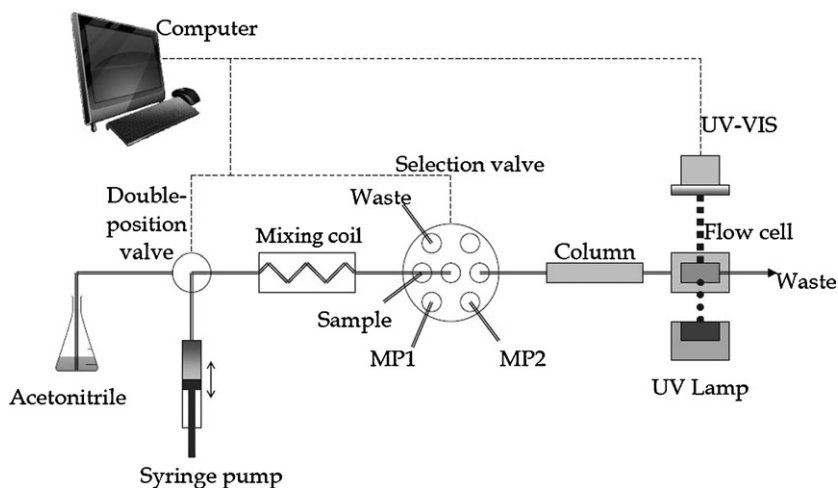 Computer
UV-VIS
Selection valve
Double-
position
valve
Waste
Mixing coil
Column
Flow cell
Waste
Sample
MP1
MP2
Acetonitrile
UV Lamp
Syringe pump